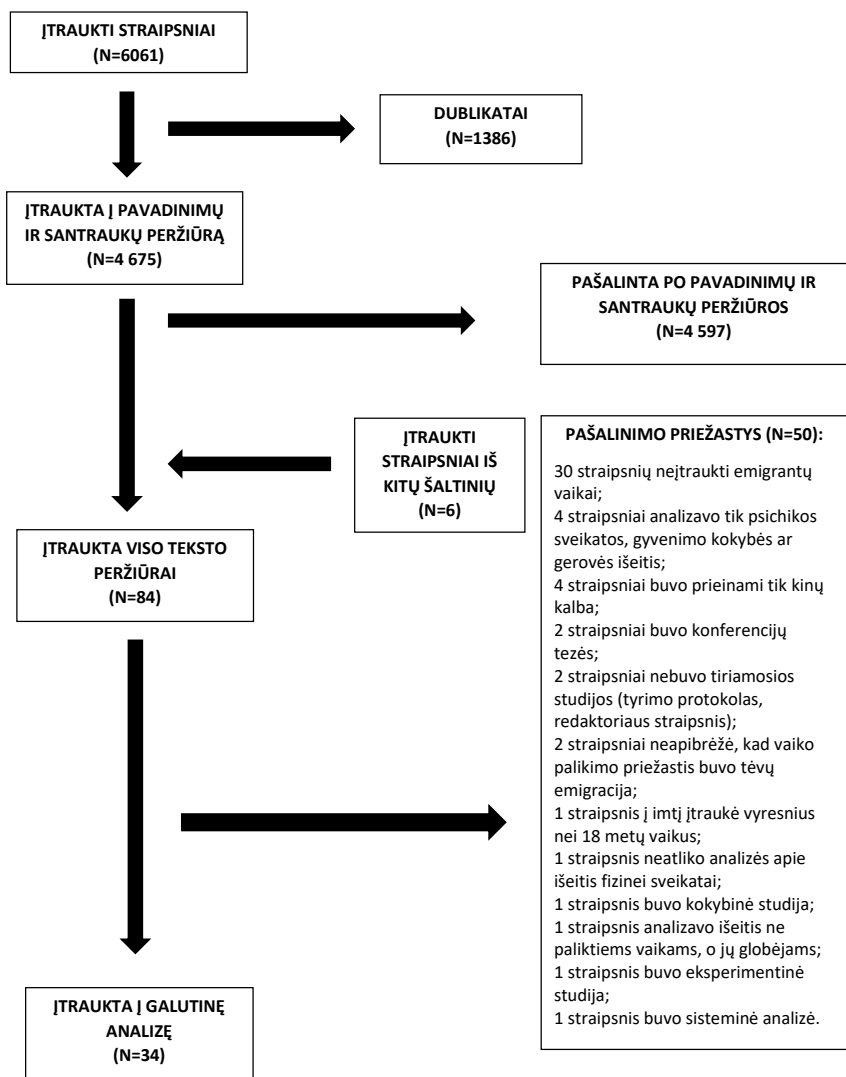 ĮTRAUKTI STRAIPSNIAI
(N=6061)
DUBLIKATAI
(N=1386)
ĮTRAUKTA Į PAVADINIMŲ
IR SANTRAUKŲ PERŽIŪRĄ
(N=4 675)
PAŠALINTA PO PAVADINIMŲ IR
SANTRAUKŲ PERŽIŪROS
(N=4 597)
ĮTRAUKTI
STRAIPSNIAI IŠ
KITŲ ŠALTINIŲ
(N=6)
ĮTRAUKTA VISO TEKSTO
PERŽIŪRAI
(N=84)
PAŠALINIMO PRIEŽASTYS (N=50):
30 straipsnių neįtraukti emigrantų
vaikai;
4 straipsniai analizavo tik psichikos
sveikatos, gyvenimo kokybės ar
gerovės išeitis;
4 straipsniai buvo prieinami tik kinų
kalba;
2 straipsniai buvo konferencijų
tezės;
2 straipsniai nebuvo tiriamosios
studijos (tyrimo protokolas,
redaktoriaus straipsnis);
2 straipsniai neapibrėžė, kad vaiko
palikimo priežastis buvo tėvų
emigracija;
1 straipsnis į imtį įtraukė vyresnius
nei 18 metų vaikus;
1 straipsnis neatliko analizės apie
išeitis fizinei sveikatai;
1 straipsnis buvo kokybinė studija;
1 straipsnis analizavo išeitis ne
paliktiems vaikams, o jų globėjams;
1 straipsnis buvo eksperimentinė
studija;
1 straipsnis buvo sisteminė analizė.
ĮTRAUKTA Į GALUTINĘ
ANALIZĘ
(N=34)